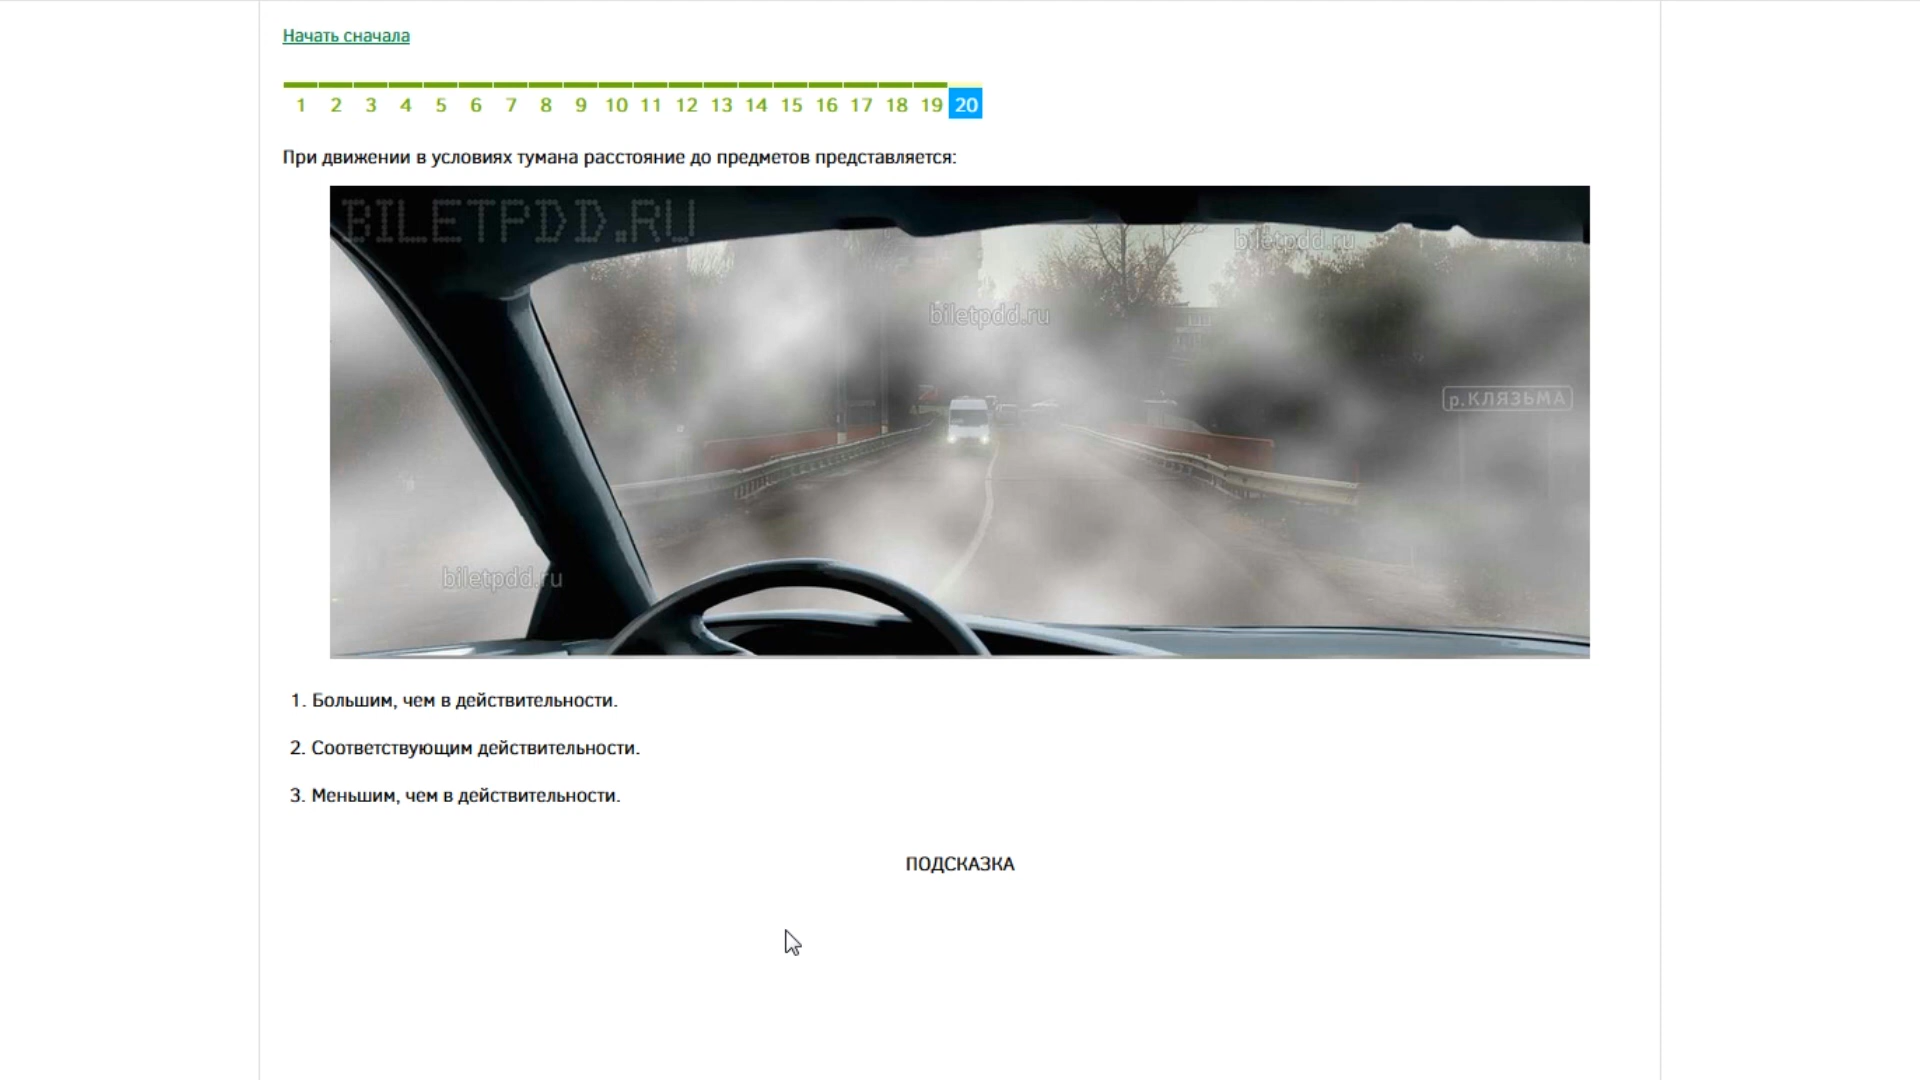 Начать сначала
1 2 3 4 5 6 7 8 9 10 11 12 13 14 15 16 17 18 19 20
При движении в условиях тумана расстояние до предметов представляется:
BILETPDD.RU
biletpdd.ru
biletpdd.ru
р.КЛЯЗЬМА
biletpdd.ru
1. Большим, чем в действительности.
2. Соответствующим действительности.
3. Меньшим, чем в действительности.
ПОДСКАЗКА